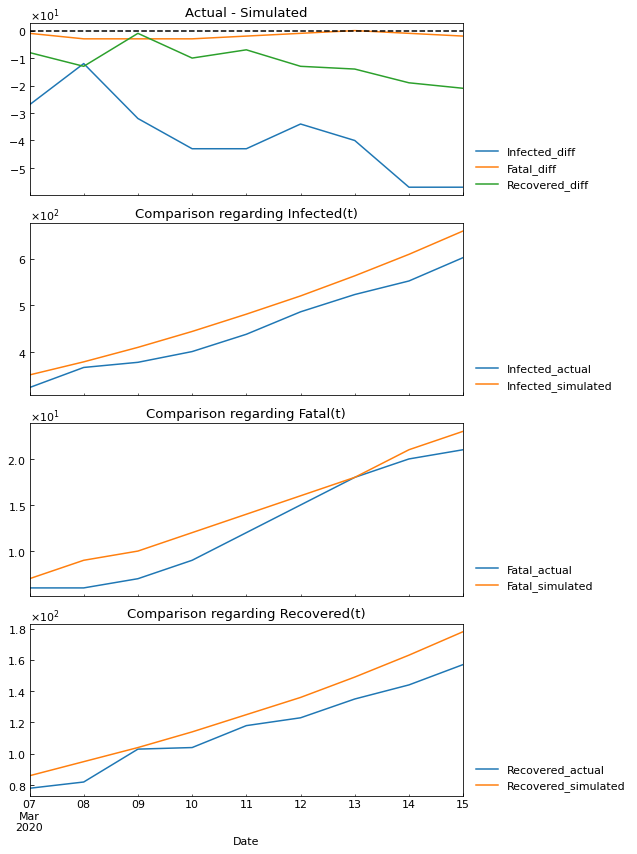 Actual - Simulated
×10¹
0
−1
−2
−3
−4
−5
Infected_diff
Fatal_diff
Recovered_diff
Comparison regarding Infected(t)
×10²
6
5
4
Infected_actual
Infected_simulated
Comparison regarding Fatal(t)
×10¹
2.0
1.5
1.0
Fatal_actual
Fatal_simulated
Comparison regarding Recovered(t)
×10²
1.8
1.6
1.4
1.2
1.0
0.8
Recovered_actual
Recovered_simulated
07 08 09 10 11 12 13 14 15
Mar
2020
Date